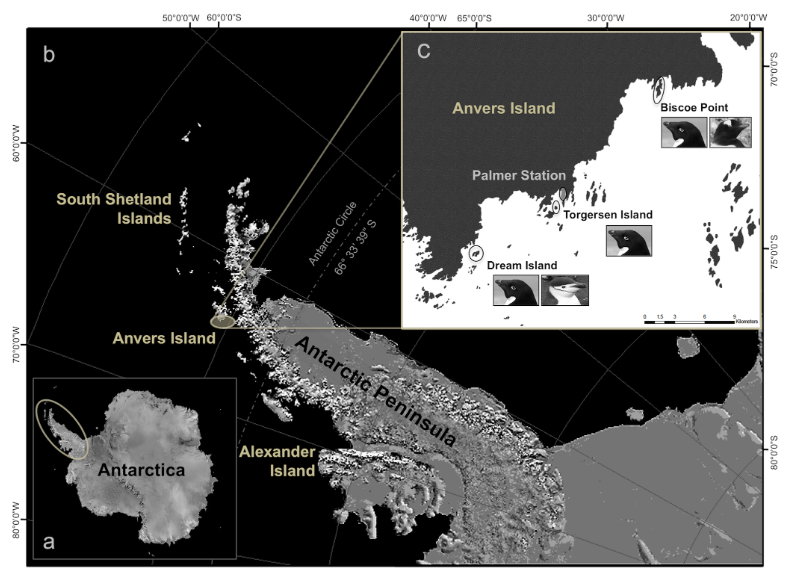 50°0'0"W
60°0'0"S
40°0'0"W
65°0'0"S
30°0'0"W
20°0'0"W
b
c
70°0'0"S
Anvers Island
Biscoe Point
60°0'0"W
Palmer Station
South Shetland
Islands
Antarctic Circle
66° 33' 39" S
Torgersen Island
75°0'0"S
Dream Island
0 1.5 3 6 9
Kilometers
Anvers Island
70°0'0"W
Antarctic Peninsula
Alexander
Island
Antarctica
80°0'0"S
80°0'0"W
a